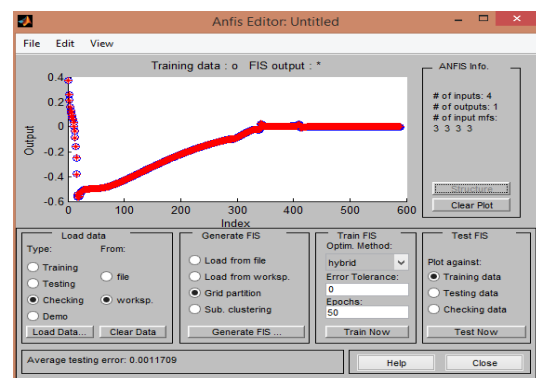 Anfis Editor: Untitled
File Edit View
Training data : o FIS output : *
0.4
0.2
0
-0.2
-0.4
-0.6
Output
0 100 200 300 400 500 600
Index
ANFIS Info.
# of inputs: 4
# of outputs: 1
# of input mfs:
3 3 3 3
Structure
Clear Plot
Load data
Type: From:
Training
Testing
Checking
Demo
file
worksp.
Load Data... Clear Data
Generate FIS
Load from file
Load from worksp.
Grid partition
Sub. clustering
Generate FIS ...
Train FIS
Optim. Method:
hybrid
Error Tolerance:
0
Epochs:
50
Train Now
Test FIS
Plot against:
Training data
Testing data
Checking data
Test Now
Average testing error: 0.0011709
Help Close